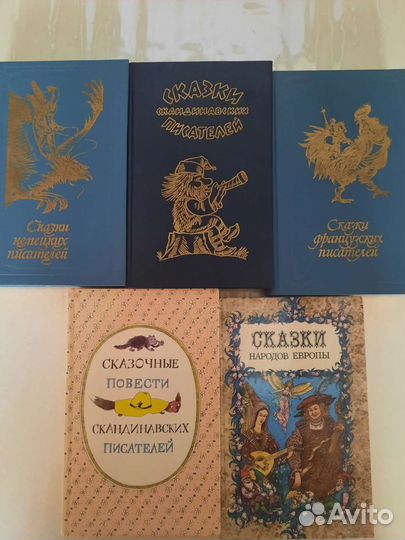 Сказки
немецких
писателей
СКАЗКИ
СКАНДИНАВСКИХ
ПИСАТЕЛЕЙ
Сказки
французских
писателей
СКАЗОЧНЫЕ
ПОВЕСТИ
СКАНДИНАВСКИХ
ПИСАТЕЛЕЙ
СКАЗКИ
НАРОДОВ ЕВРОПЫ
Avito